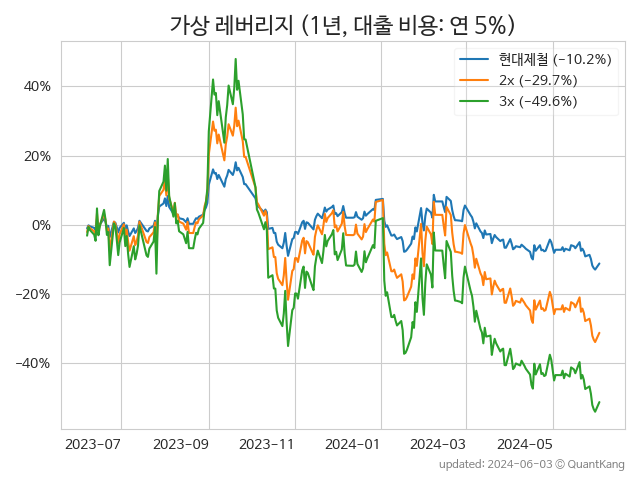 가상 레버리지 (1년, 대출 비용: 연 5%)
현대제철 (−10.2%)
2x (−29.7%)
3x (−49.6%)
40%
20%
0%
−20%
−40%
2023-07 2023-09 2023-11 2024-01 2024-03 2024-05
updated: 2024-06-03 © QuantKang